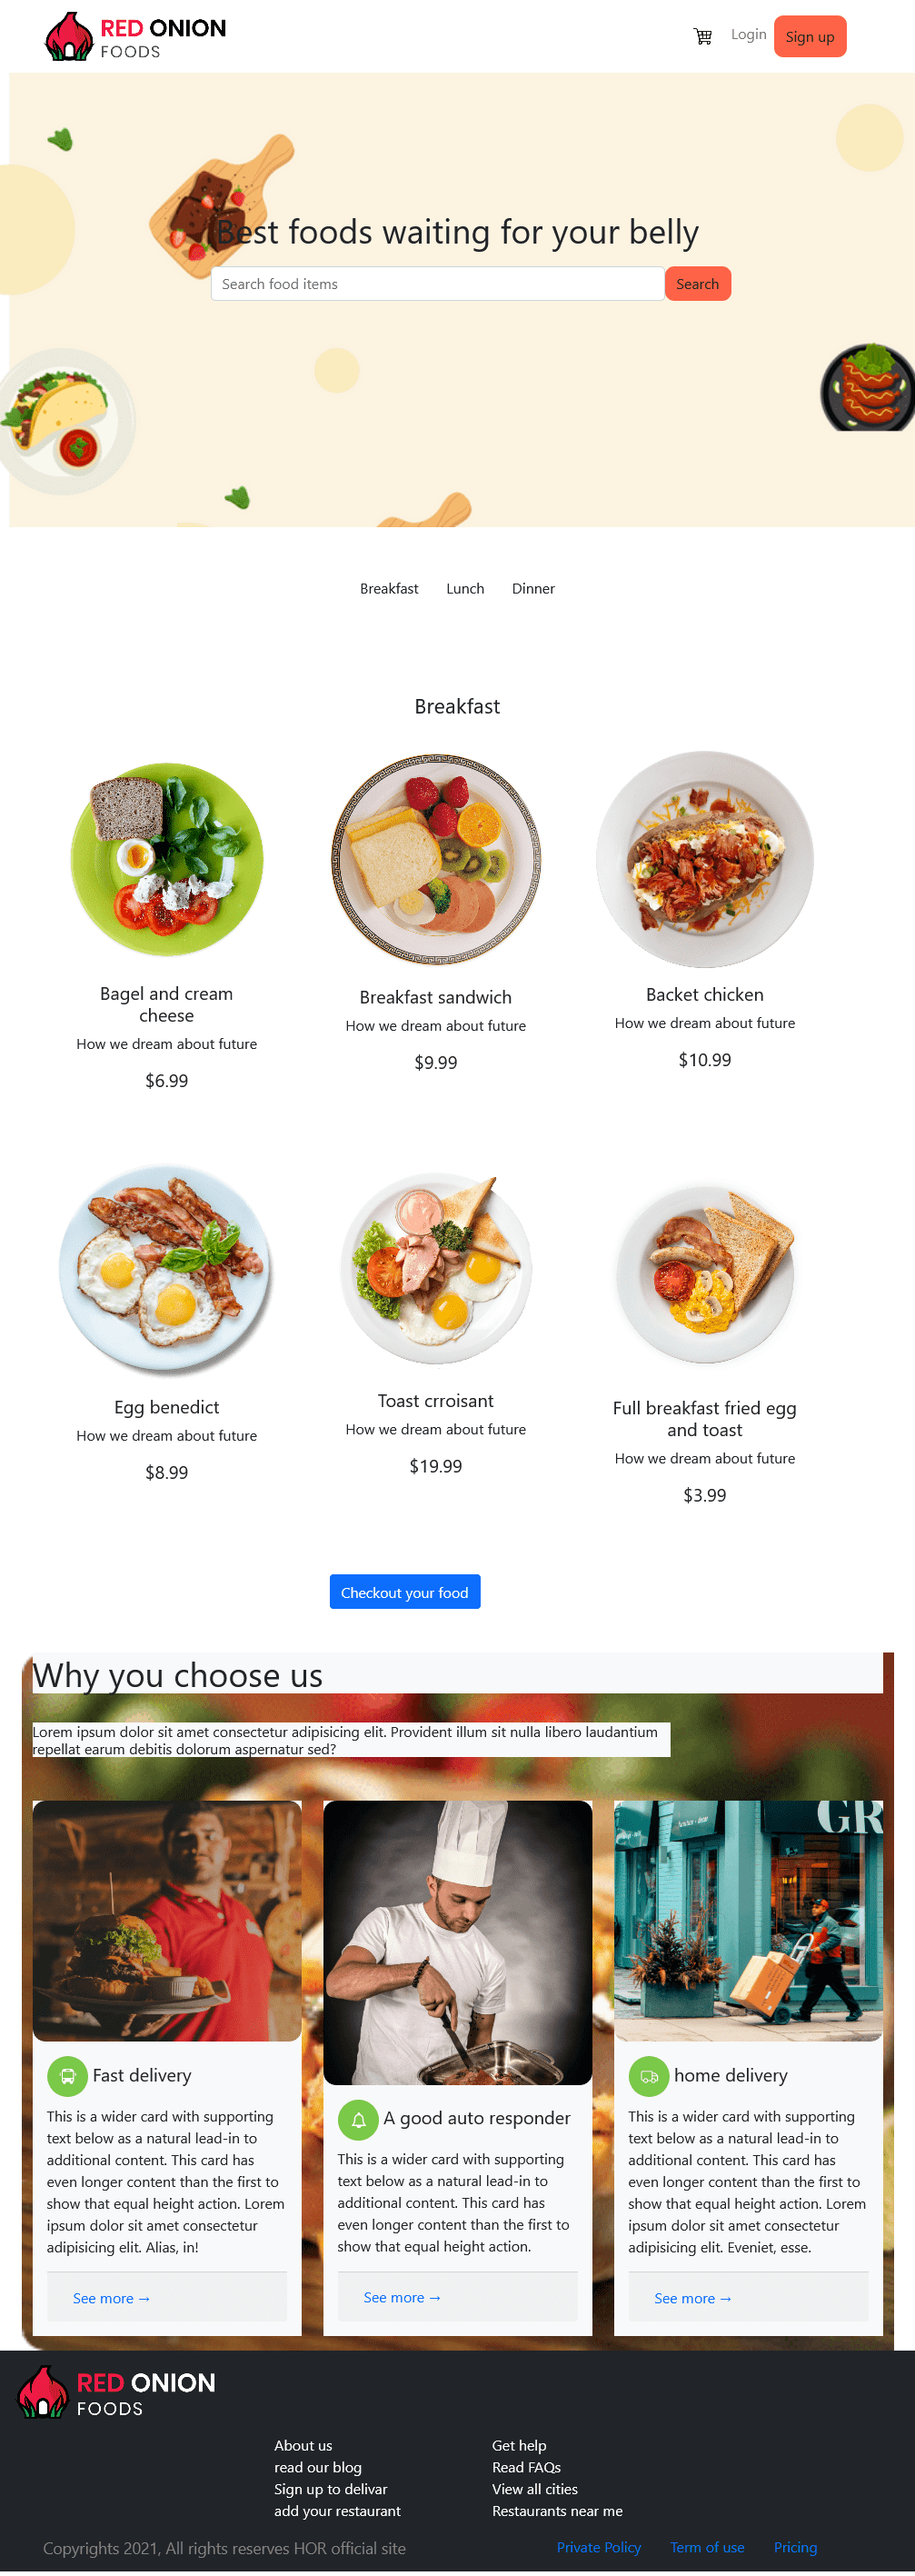 RED ONION
FOODS
Login
Sign up
Best foods waiting for your belly
Search food items
Search
Breakfast
Lunch
Dinner
Breakfast
Bagel and cream
cheese
How we dream about future
$6.99
Breakfast sandwich
How we dream about future
$9.99
Backet chicken
How we dream about future
$10.99
Egg benedict
How we dream about future
$8.99
Toast crroisant
How we dream about future
$19.99
Full breakfast fried egg
and toast
How we dream about future
$3.99
Checkout your food
Why you choose us
Lorem ipsum dolor sit amet consectetur adipisicing elit. Provident illum sit nulla libero laudantium
repellat earum debitis dolorum aspernatur sed?
Fast delivery
This is a wider card with supporting
text below as a natural lead-in to
additional content. This card has
even longer content than the first to
show that equal height action. Lorem
ipsum dolor sit amet consectetur
adipisicing elit. Alias, in!
See more →
A good auto responder
This is a wider card with supporting
text below as a natural lead-in to
additional content. This card has
even longer content than the first to
show that equal height action.
See more →
GR
home delivery
This is a wider card with supporting
text below as a natural lead-in to
additional content. This card has
even longer content than the first to
show that equal height action. Lorem
ipsum dolor sit amet consectetur
adipisicing elit. Eveniet, esse.
See more →
RED ONION
FOODS
About us
read our blog
Sign up to delivar
add your restaurant
Get help
Read FAQs
View all cities
Restaurants near me
Copyrights 2021, All rights reserves HOR official site
Private Policy
Term of use
Pricing